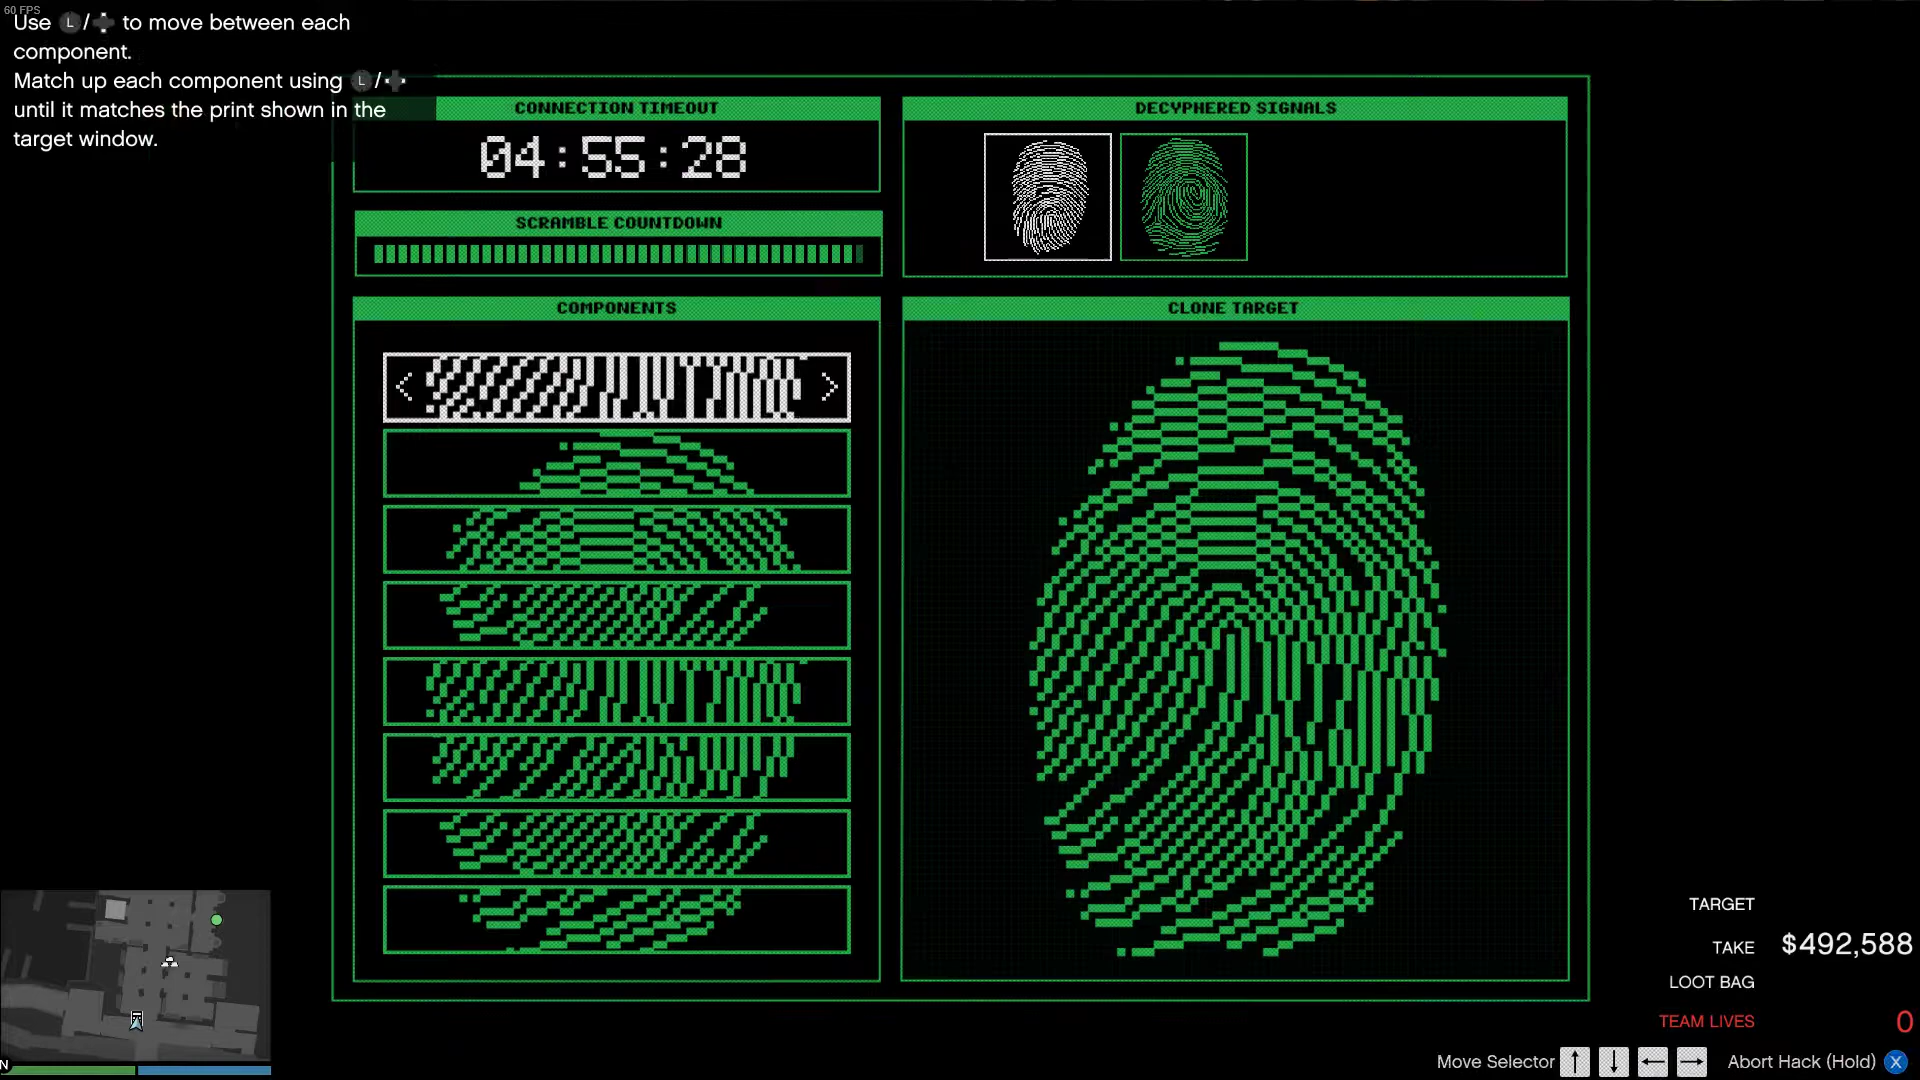 60 FPS
Use L/ to move between each
component.
Match up each component using L/
until it matches the print shown in the
target window.
CONNECTION TIMEOUT
04:55:28
DECYPHERED SIGNALS
SCRAMBLE COUNTDOWN
COMPONENTS
CLONE TARGET
TARGET
TAKE $492,588
LOOT BAG
TEAM LIVES 0
Move Selector ↑ ↓ ← → Abort Hack (Hold) X
N